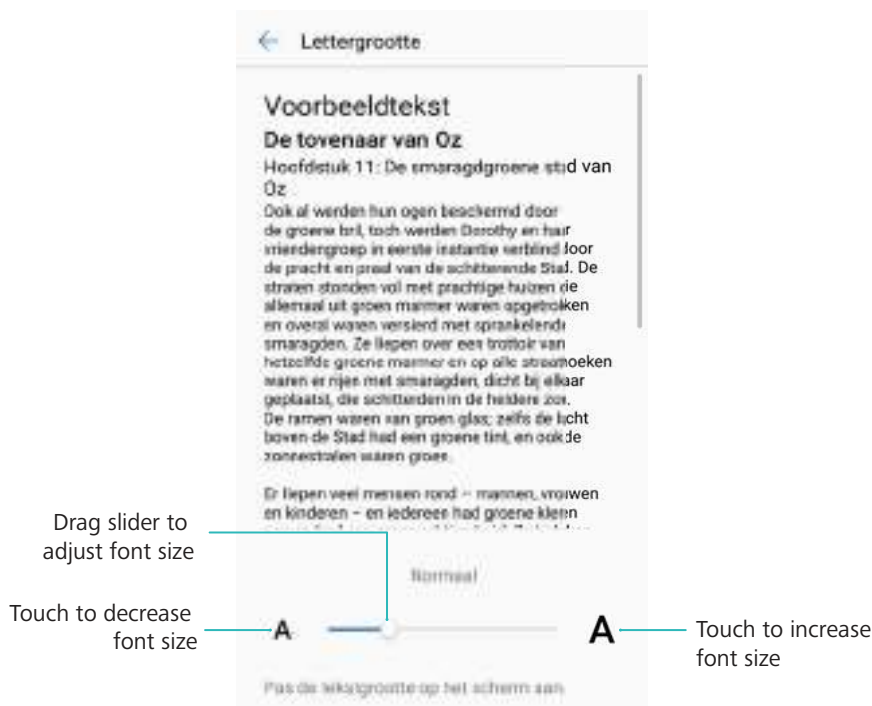 Lettergrootte
Voorbeeldtekst
De tovenaar van Oz
Hoofdstuk 11: De smaragdgroene stad van
Oz
Ook al werden hun ogen beschermd door
de groene bril, toch werden Dorothy en haar
vriendengroep in eerste instantie verblind door
de pracht en praal van de schitterende Stad. De
straten stonden vol met prachtige huizen die
allemaal uit groen marmer waren opgetrokken
en overal waren versierd met sprankelende
smaragden. Ze liepen over een trottoir van
hetzelfde groene marmer en op alle straathoeken
waren er rijen met smaragden, dicht bij elkaar
geplaatst, die schitterden in de heldere zon.
De ramen waren van groen glas; zelfs de lucht
boven de Stad had een groene tint, en ook de
zonnestralen waren groen.
Er liepen veel mensen rond – mannen, vrouwen
en kinderen – en iedereen had groene kleren
Drag slider to
adjust font size
Normaal
Touch to decrease
font size
A
A
Touch to increase
font size
Pas de tekstgrootte op het scherm aan.